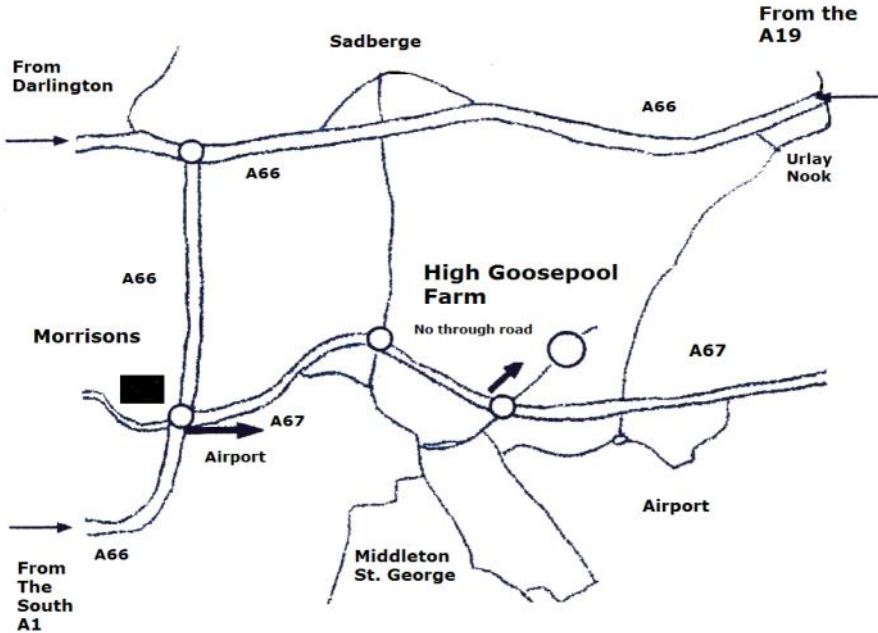 From the
A19
Sadberge
From
Darlington
A66
A66
Urlay
Nook
A66
High Goosepool
Farm
No through road
Morrisons
A67
A67
Airport
Airport
A66
Middleton
St. George
From
The
South
A1